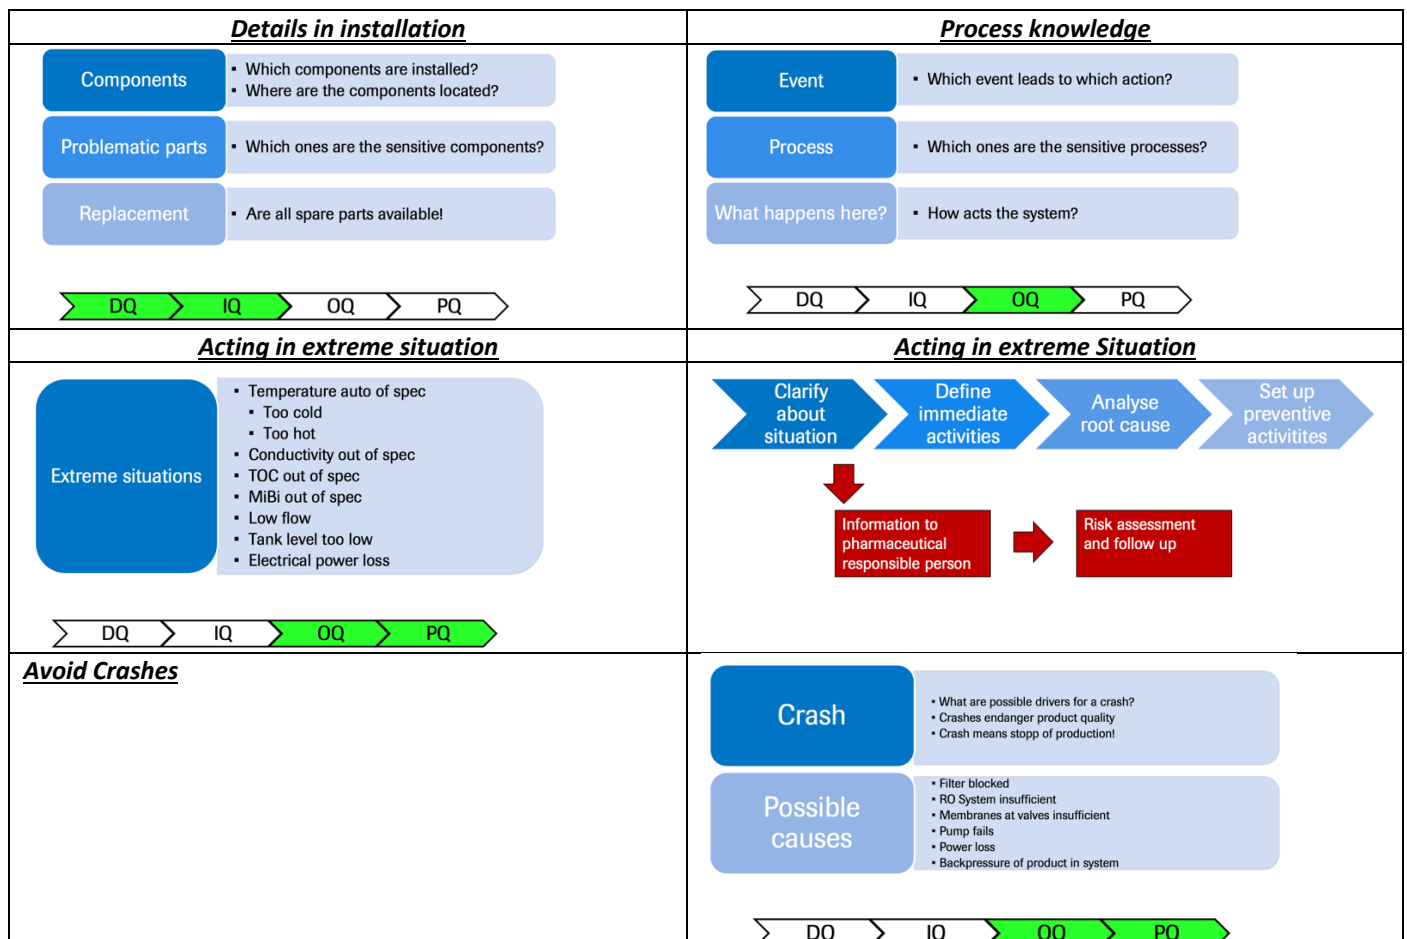 Details in installation
Components
▪ Which components are installed?
▪ Where are the components located?
Problematic parts
▪ Which ones are the sensitive components?
Replacement
▪ Are all spare parts available!
DQ IQ OQ PQ
Process knowledge
Event
▪ Which event leads to which action?
Process
▪ Which ones are the sensitive processes?
What happens here?
▪ How acts the system?
DQ IQ OQ PQ
Acting in extreme situation
Extreme situations
▪ Temperature auto of spec
▪ Too cold
▪ Too hot
▪ Conductivity out of spec
▪ TOC out of spec
▪ MiBi out of spec
▪ Low flow
▪ Tank level too low
▪ Electrical power loss
DQ IQ OQ PQ
Acting in extreme Situation
Clarify
about
situation
Define
immediate
activities
Analyse
root cause
Set up
preventive
activitites
Information to
pharmaceutical
responsible person
Risk assessment
and follow up
Avoid Crashes
Crash
▪ What are possible drivers for a crash?
▪ Crashes endanger product quality
▪ Crash means stopp of production!
Possible
causes
▪ Filter blocked
▪ RO System insufficient
▪ Membranes at valves insufficient
▪ Pump fails
▪ Power loss
▪ Backpressure of product in system
DQ IQ OQ PQ